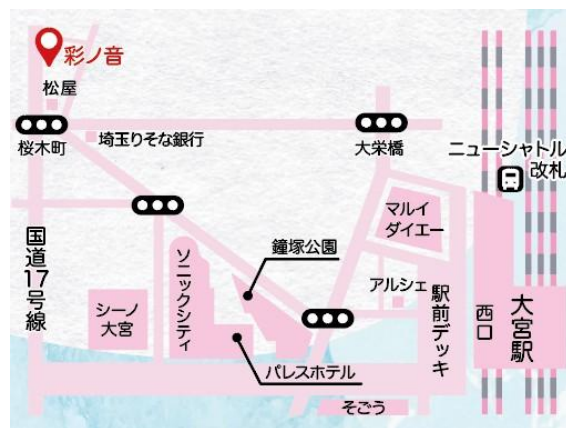 彩ノ音
松屋
桜木町
埼玉りそな銀行
大栄橋
ニューシャトル
改札
マルイ
ダイエー
鐘塚公園
国道17号線
ソニックシティ
アルシェ
駅前デッキ
西口
大宮駅
シーノ
大宮
パレスホテル
そごう